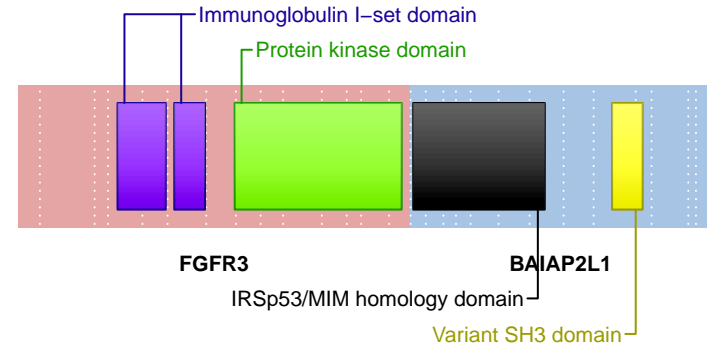 Immunoglobulin I−set domain
Protein kinase domain
FGFR3
BAIAP2L1
IRSp53/MIM homology domain
Variant SH3 domain